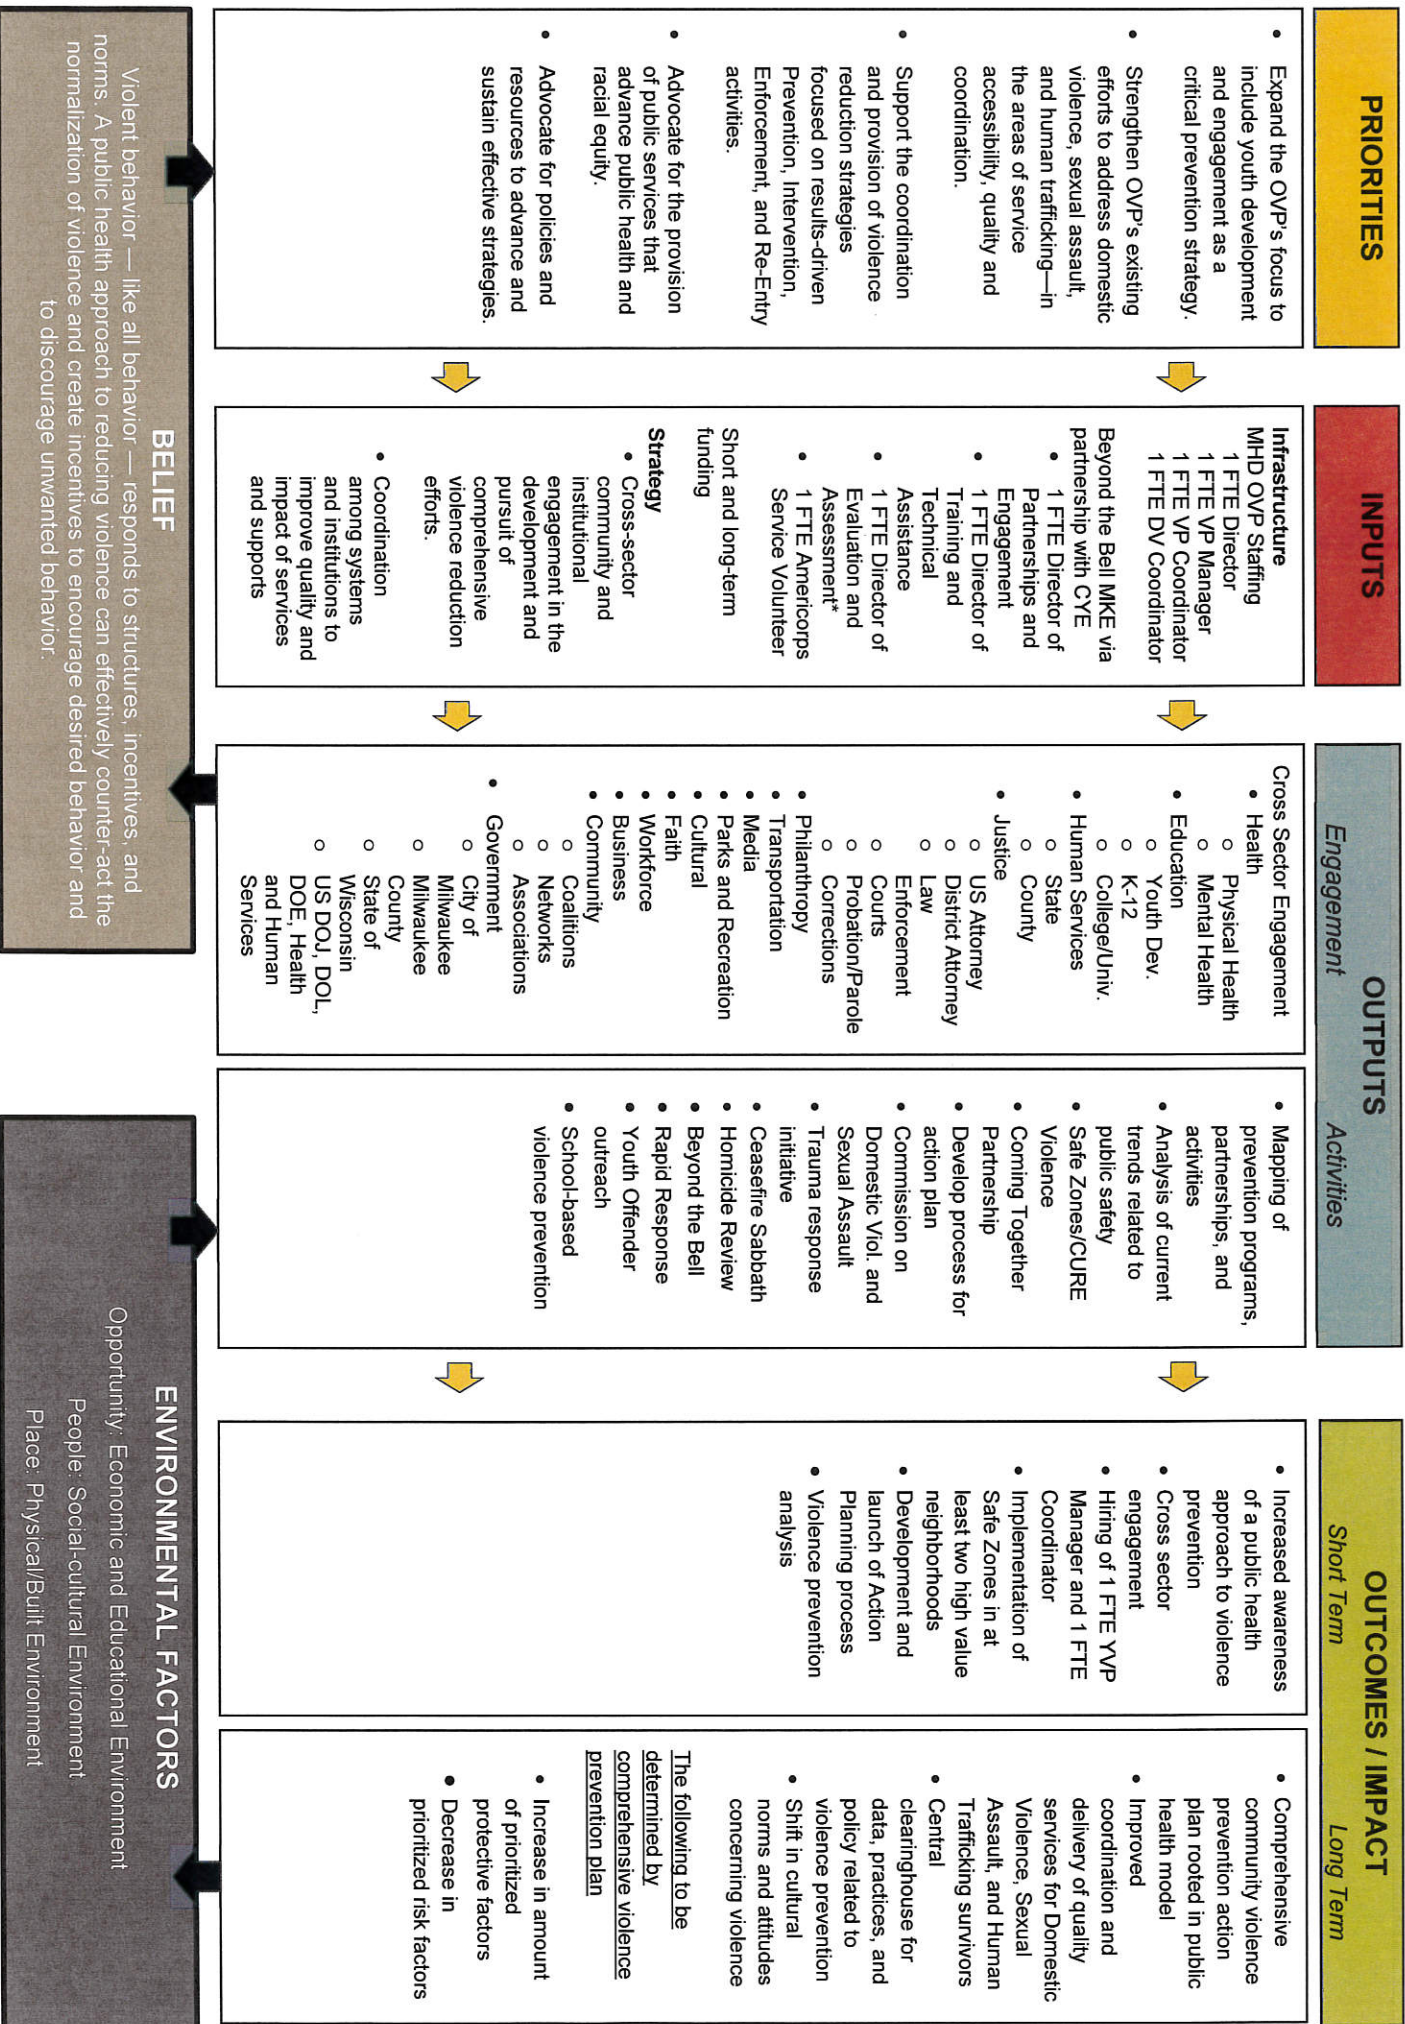 PRIORITIES
• Expand the OVP's focus to
include youth development
and engagement as a
critical prevention strategy.
• Strengthen OVP's existing
efforts to address domestic
violence, sexual assault,
and human trafficking—in
the areas of service
accessibility, quality and
coordination.
• Support the coordination
and provision of violence
reduction strategies
focused on results-driven
Prevention, Intervention,
Enforcement, and Re-Entry
activities.
• Advocate for the provision
of public services that
advance public health and
racial equity.
• Advocate for policies and
resources to advance and
sustain effective strategies.
INPUTS
Infrastructure
MHD OVP Staffing
1 FTE Director
1 FTE VP Manager
1 FTE VP Coordinator
1 FTE DV Coordinator
Beyond the Bell MKE via
partnership with CYE
• 1 FTE Director of
Partnerships and
Engagement
• 1 FTE Director of
Training and
Technical
Assistance
• 1 FTE Director of
Evaluation and
Assessment*
• 1 FTE Americorps
Service Volunteer
Short and long-term
funding
Strategy
• Cross-sector
community and
institutional
engagement in the
development and
pursuit of
comprehensive
violence reduction
efforts.
• Coordination
among systems
and institutions to
improve quality and
impact of services
and supports
OUTPUTS
Engagement
Activities
Cross Sector Engagement
• Health
○ Physical Health
○ Mental Health
• Education
○ Youth Dev.
○ K-12
○ College/Univ.
• Human Services
○ State
○ County
• Justice
○ US Attorney
○ District Attorney
○ Law
Enforcement
○ Courts
○ Probation/Parole
○ Corrections
• Philanthropy
• Transportation
• Media
• Parks and Recreation
• Cultural
• Faith
• Workforce
• Business
• Community
○ Coalitions
○ Networks
○ Associations
• Government
○ City of
Milwaukee
○ Milwaukee
County
○ State of
Wisconsin
○ US DOJ, DOL,
DOE, Health
and Human
Services
• Mapping of
prevention programs,
partnerships, and
activities
• Analysis of current
trends related to
public safety
• Safe Zones/CURE
Violence
• Coming Together
Partnership
• Develop process for
action plan
• Commission on
Domestic Viol. and
Sexual Assault
• Trauma response
initiative
• Ceasefire Sabbath
• Homicide Review
• Beyond the Bell
• Rapid Response
• Youth Offender
outreach
• School-based
violence prevention
OUTCOMES / IMPACT
Short Term
Long Term
• Increased awareness
of a public health
approach to violence
prevention
• Cross sector
engagement
• Hiring of 1 FTE YVP
Manager and 1 FTE
Coordinator
• Implementation of
Safe Zones in at
least two high value
neighborhoods
• Development and
launch of Action
Planning process
• Violence prevention
analysis
• Comprehensive
community violence
prevention action
plan rooted in public
health model
• Improved
coordination and
delivery of quality
services for Domestic
Violence, Sexual
Assault, and Human
Trafficking survivors
• Central
clearinghouse for
data, practices, and
policy related to
violence prevention
• Shift in cultural
norms and attitudes
concerning violence
The following to be
determined by
comprehensive violence
prevention plan
• Increase in amount
of prioritized
protective factors
• Decrease in
prioritized risk factors
BELIEF
Violent behavior — like all behavior — responds to structures, incentives, and
norms. A public health approach to reducing violence can effectively counter-act the
normalization of violence and create incentives to encourage desired behavior and
to discourage unwanted behavior.
ENVIRONMENTAL FACTORS
Opportunity: Economic and Educational Environment
People: Social-cultural Environment
Place: Physical/Built Environment